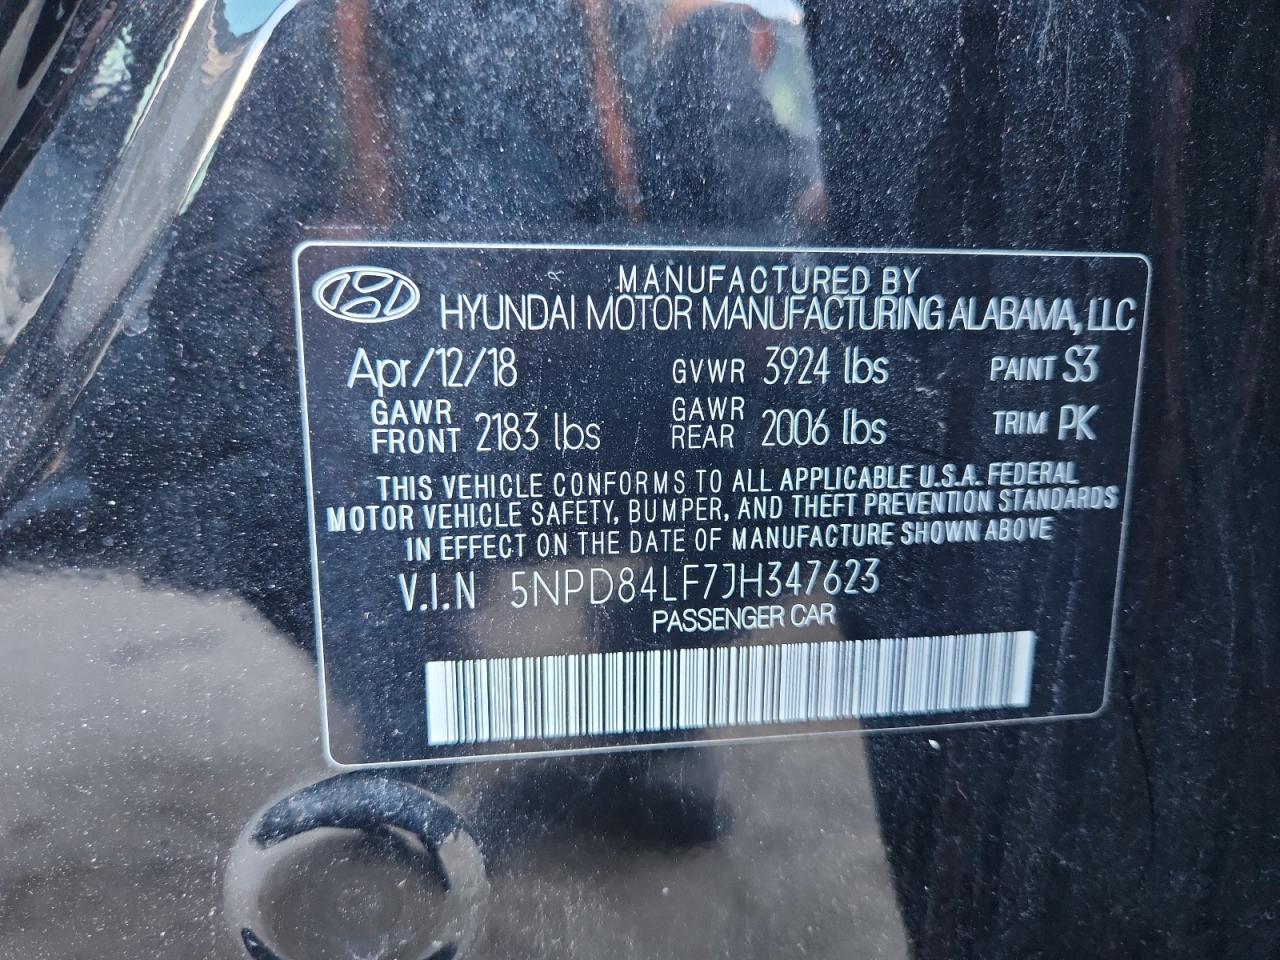 MANUFACTURED BY
HYUNDAI MOTOR MANUFACTURING ALABAMA, LLC
Apr/12/18 GVWR 3924 lbs PAINT S3
GAWR FRONT 2183 lbs GAWR REAR 2006 lbs TRIM PK
THIS VEHICLE CONFORMS TO ALL APPLICABLE U.S.A. FEDERAL
MOTOR VEHICLE SAFETY, BUMPER, AND THEFT PREVENTION STANDARDS
IN EFFECT ON THE DATE OF MANUFACTURE SHOWN ABOVE
V.I.N 5NPD84LF7JH347623
PASSENGER CAR